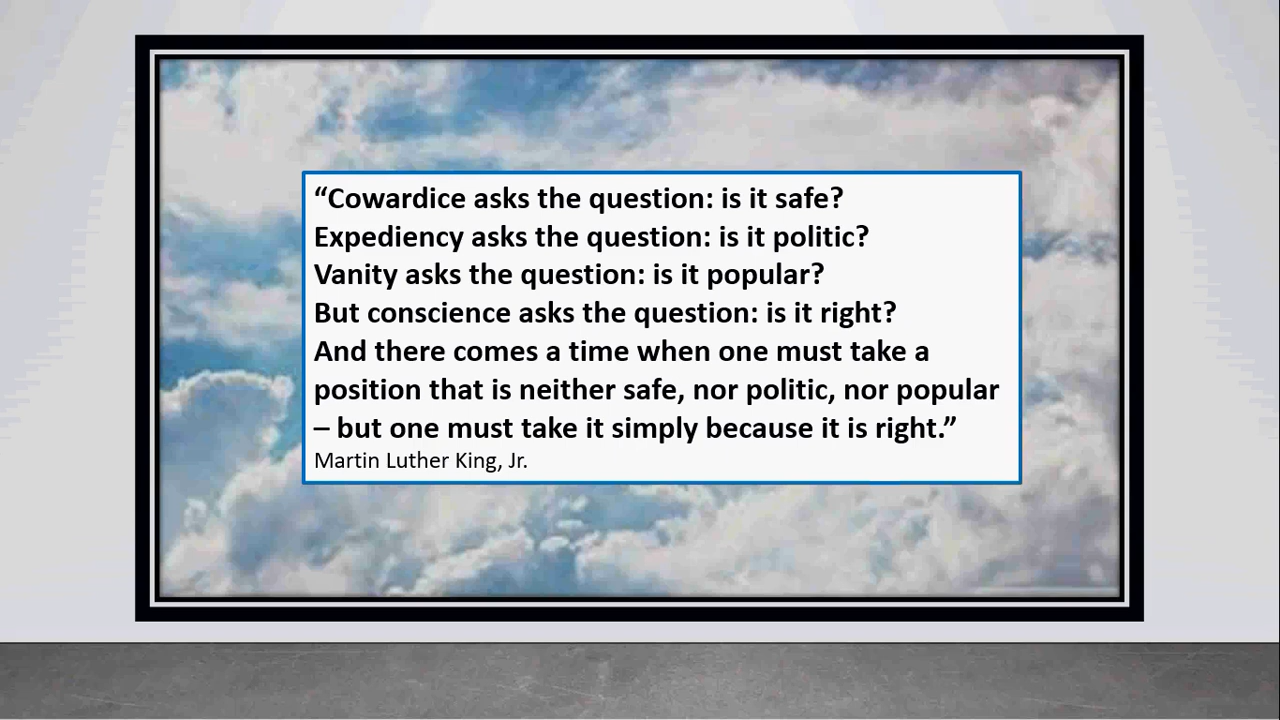 “Cowardice asks the question: is it safe?
Expediency asks the question: is it politic?
Vanity asks the question: is it popular?
But conscience asks the question: is it right?
And there comes a time when one must take a
position that is neither safe, nor politic, nor popular
– but one must take it simply because it is right.”
Martin Luther King, Jr.